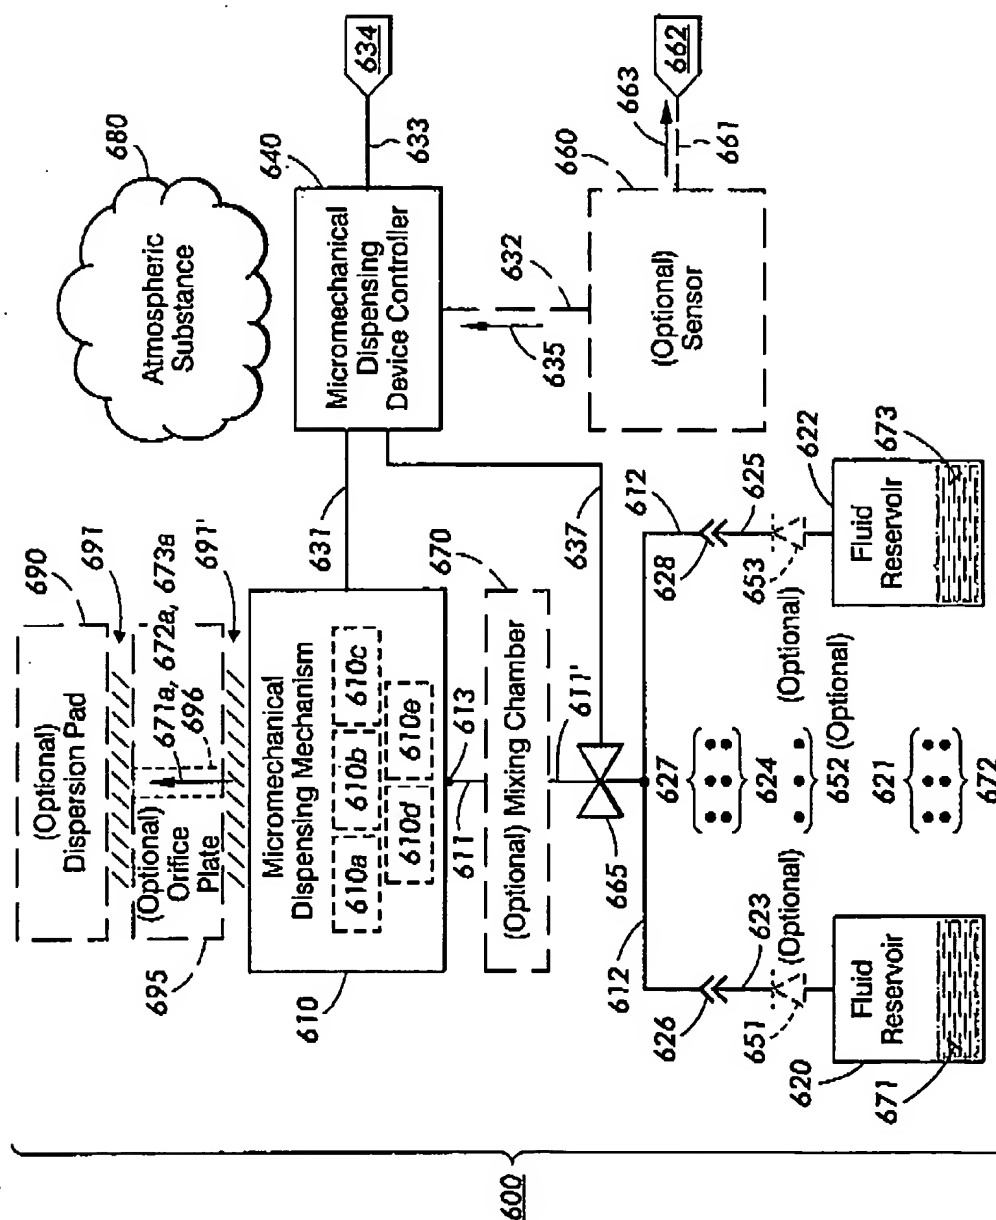 600
(Optional)
Dispersion Pad
690
691
(Optional)
Orifice
Plate
695
696
671a, 672a, 673a
691'
680
Atmospheric
Substance
610
Micromechanical
Dispensing Mechanism
610a
610b
610c
610d
610e
631
640
Micromechanical
Dispensing
Device Controller
634
633
613
611
670
(Optional) Mixing Chamber
611'
637
632
635
665
612
612
660
(Optional)
Sensor
663
662
661
626
623
627
624
628
625
651
(Optional)
652 (Optional)
(Optional)
653
620
Fluid
Reservoir
671
621
672
622
Fluid
Reservoir
673